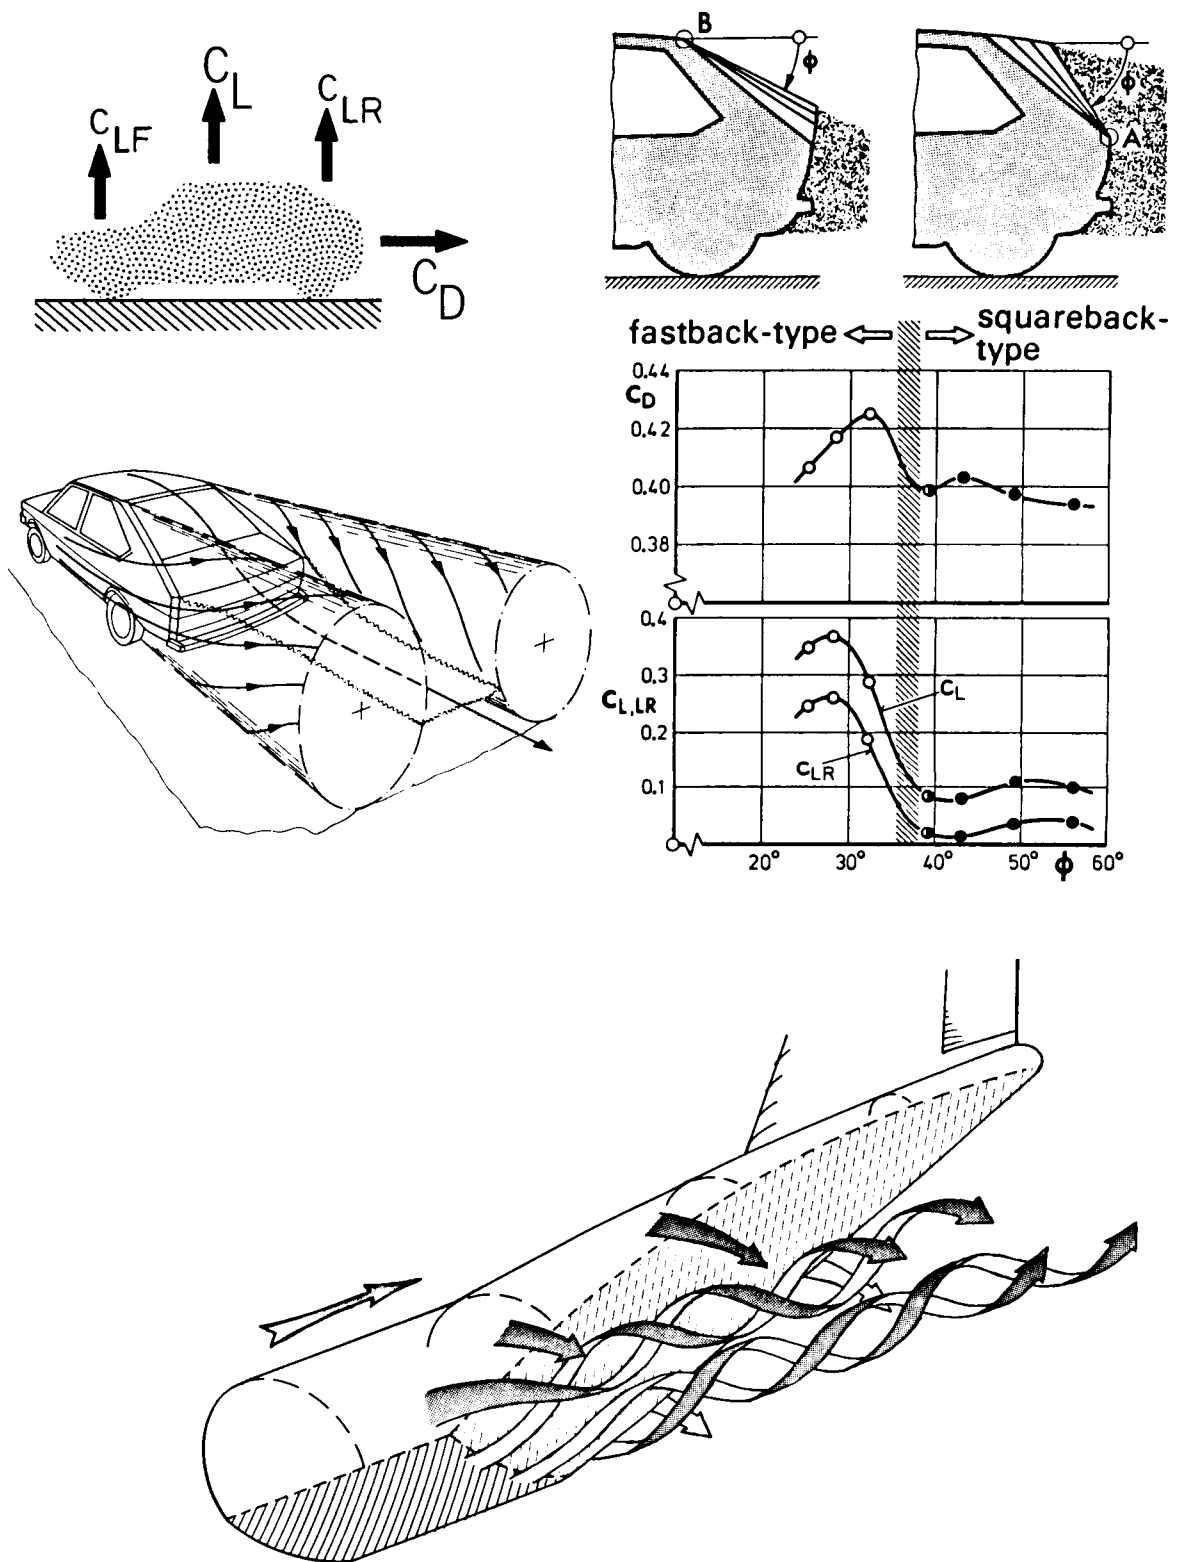 C_LF
C_L
C_LR
C_D
B
ϕ
ϕ
A
fastback-type
squareback-
type
0.44
C_D
0.42
0.40
0.38
0.4
0.3
C_L,LR
0.2
0.1
C_L
C_LR
20° 30° 40° 50° ϕ 60°